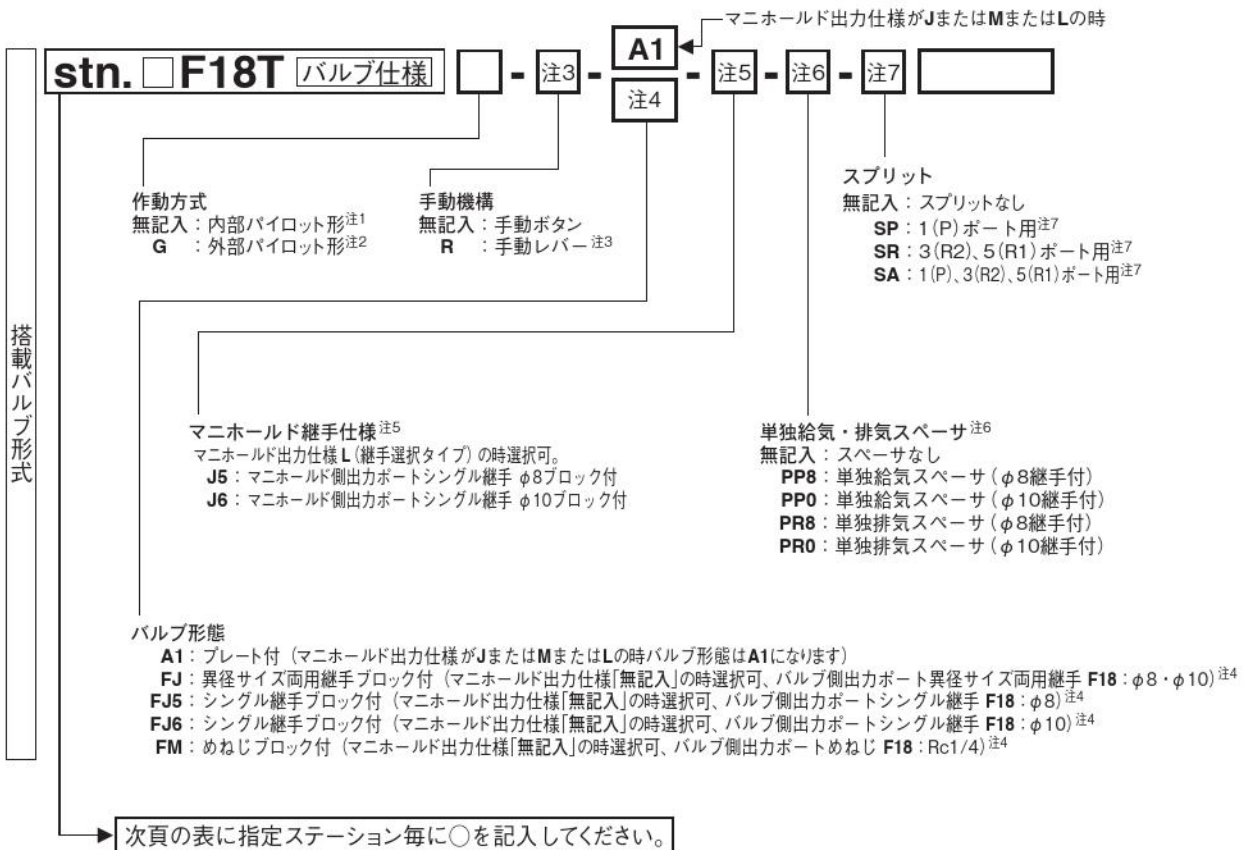 マニホールド出力仕様がJまたはMまたはLの時
stn. □F18T バルブ仕様 □ - 注3 - A1 - 注5 - 注6 - 注7
注4
作動方式
無記入：内部パイロット形注1
G：外部パイロット形注2
手動機構
無記入：手動ボタン
R：手動レバー注3
スプリット
無記入：スプリットなし
SP：1(P)ポート用注7
SR：3(R2)、5(R1)ポート用注7
SA：1(P)、3(R2)、5(R1)ポート用注7
搭載バルブ形式
マニホールド継手仕様注5
マニホールド出力仕様L(継手選択タイプ)の時選択可。
J5：マニホールド側出力ポートシングル継手 φ8ブロック付
J6：マニホールド側出力ポートシングル継手 φ10ブロック付
単独給気・排気スペーサ注6
無記入：スペーサなし
PP8：単独給気スペーサ(φ8継手付)
PP0：単独給気スペーサ(φ10継手付)
PR8：単独排気スペーサ(φ8継手付)
PR0：単独排気スペーサ(φ10継手付)
バルブ形態
A1：プレート付（マニホールド出力仕様がJまたはMまたはLの時バルブ形態はA1になります）
FJ：異径サイズ両用継手ブロック付（マニホールド出力仕様「無記入」の時選択可、バルブ側出力ポート異径サイズ両用継手 F18：φ8・φ10）注4
FJ5：シングル継手ブロック付（マニホールド出力仕様「無記入」の時選択可、バルブ側出力ポートシングル継手 F18：φ8）注4
FJ6：シングル継手ブロック付（マニホールド出力仕様「無記入」の時選択可、バルブ側出力ポートシングル継手 F18：φ10）注4
FM：めねじブロック付（マニホールド出力仕様「無記入」の時選択可、バルブ側出力ポートめねじ F18：Rc1/4）注4
次頁の表に指定ステーション毎に○を記入してください。